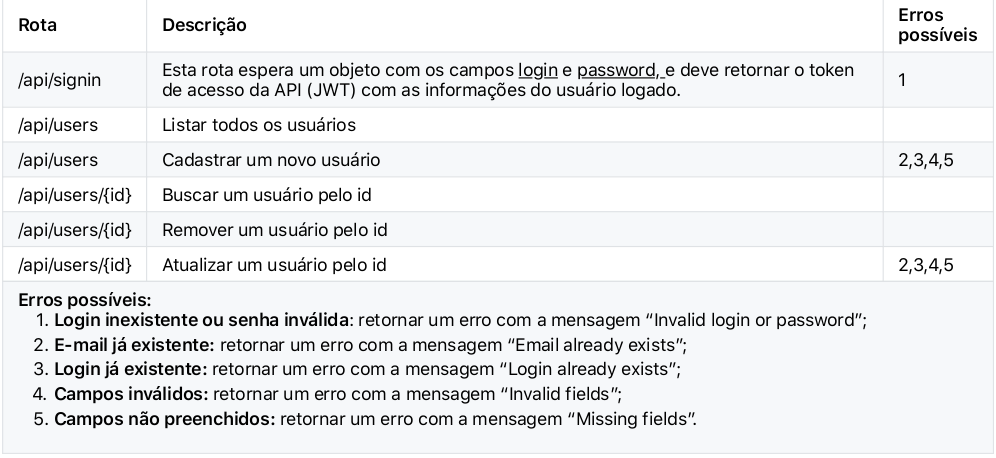 Rota Descrição Erros possíveis
/api/signin Esta rota espera um objeto com os campos login e password, e deve retornar o token 1
de acesso da API (JWT) com as informações do usuário logado.
/api/users Listar todos os usuários
/api/users Cadastrar um novo usuário 2,3,4,5
/api/users/{id} Buscar um usuário pelo id
/api/users/{id} Remover um usuário pelo id
/api/users/{id} Atualizar um usuário pelo id 2,3,4,5
Erros possíveis:
1. Login inexistente ou senha inválida: retornar um erro com a mensagem “Invalid login or password”;
2. E-mail já existente: retornar um erro com a mensagem “Email already exists”;
3. Login já existente: retornar um erro com a mensagem “Login already exists”;
4. Campos inválidos: retornar um erro com a mensagem “Invalid fields”;
5. Campos não preenchidos: retornar um erro com a mensagem “Missing fields”.